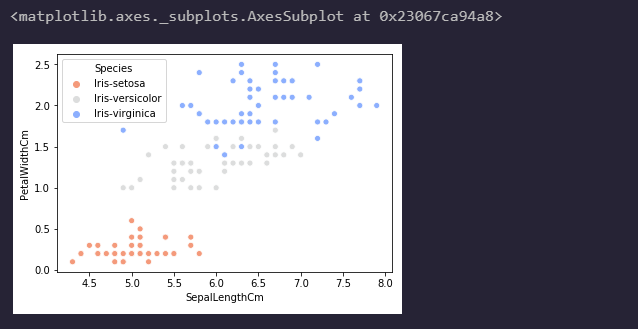 <matplotlib.axes._subplots.AxesSubplot at 0x23067ca94a8>
2.5
2.0
1.5
1.0
0.5
0.0
PetalWidthCm
Species
Iris-setosa
Iris-versicolor
Iris-virginica
4.5 5.0 5.5 6.0 6.5 7.0 7.5 8.0
SepalLengthCm